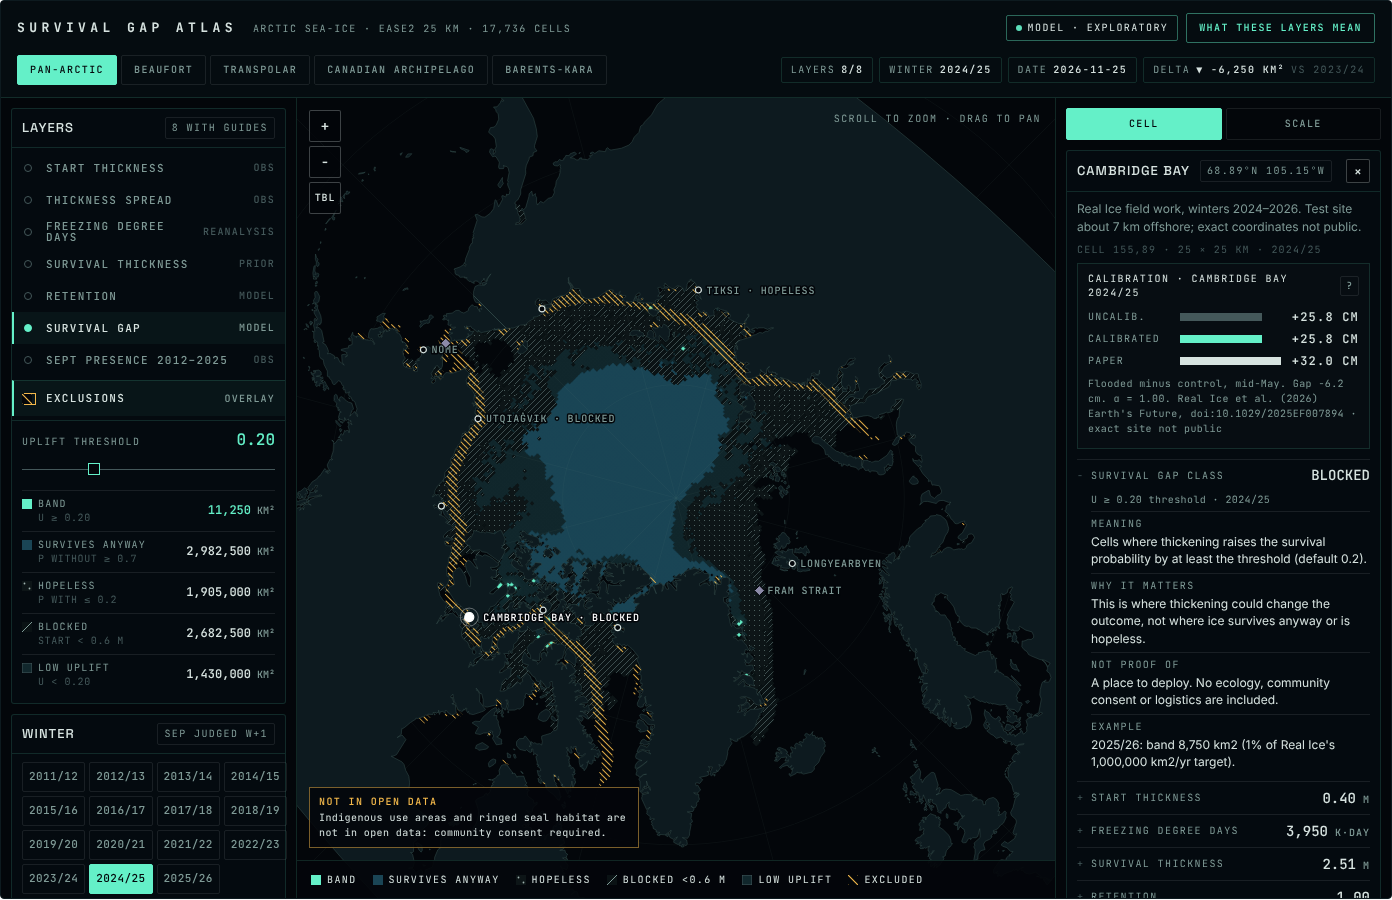 SURVIVAL GAP ATLAS
ARCTIC SEA-ICE · EASE2 25 KM · 17,736 CELLS
MODEL · EXPLORATORY
WHAT THESE LAYERS MEAN
PAN-ARCTIC
BEAUFORT
TRANSPOLAR
CANADIAN ARCHIPELAGO
BARENTS-KARA
LAYERS 8/8
WINTER 2024/25
DATE 2026-11-25
DELTA ▼ -6,250 KM² VS 2023/24
LAYERS
8 WITH GUIDES
START THICKNESS OBS
THICKNESS SPREAD OBS
FREEZING DEGREE
DAYS
REANALYSIS
SURVIVAL THICKNESS PRIOR
RETENTION MODEL
SURVIVAL GAP MODEL
SEPT PRESENCE 2012–2025 OBS
EXCLUSIONS OVERLAY
UPLIFT THRESHOLD 0.20
BAND
U ≥ 0.20
11,250 KM²
SURVIVES ANYWAY
P WITHOUT ≥ 0.7
2,982,500 KM²
HOPELESS
P WITH ≤ 0.2
1,905,000 KM²
BLOCKED
START < 0.6 M
2,682,500 KM²
LOW UPLIFT
U < 0.20
1,430,000 KM²
WINTER
SEP JUDGED W+1
2011/12 2012/13 2013/14 2014/15
2015/16 2016/17 2017/18 2018/19
2019/20 2020/21 2021/22 2022/23
2023/24 2024/25 2025/26
+
-
TBL
SCROLL TO ZOOM · DRAG TO PAN
TIKSI · HOPELESS
NOME
UTQIAĠVIK · BLOCKED
LONGYEARBYEN
FRAM STRAIT
CAMBRIDGE BAY · BLOCKED
NOT IN OPEN DATA
Indigenous use areas and ringed seal habitat are
not in open data: community consent required.
BAND
SURVIVES ANYWAY
HOPELESS
BLOCKED <0.6 M
LOW UPLIFT
EXCLUDED
CELL
SCALE
CAMBRIDGE BAY
68.89°N 105.15°W
×
Real Ice field work, winters 2024–2026. Test site
about 7 km offshore; exact coordinates not public.
CELL 155,89 · 25 × 25 KM · 2024/25
CALIBRATION · CAMBRIDGE BAY
2024/25
?
UNCALIB. +25.8 CM
CALIBRATED +25.8 CM
PAPER +32.0 CM
Flooded minus control, mid-May. Gap -6.2
cm. α = 1.00. Real Ice et al. (2026)
Earth's Future, doi:10.1029/2025EF007894 ·
exact site not public
- SURVIVAL GAP CLASS BLOCKED
U ≥ 0.20 threshold · 2024/25
MEANING
Cells where thickening raises the survival
probability by at least the threshold (default 0.2).
WHY IT MATTERS
This is where thickening could change the
outcome, not where ice survives anyway or is
hopeless.
NOT PROOF OF
A place to deploy. No ecology, community
consent or logistics are included.
EXAMPLE
2025/26: band 8,750 km2 (1% of Real Ice's
1,000,000 km2/yr target).
+ START THICKNESS 0.40 M
+ FREEZING DEGREE DAYS 3,950 K·DAY
+ SURVIVAL THICKNESS 2.51 M
+ RETENTION 1.00